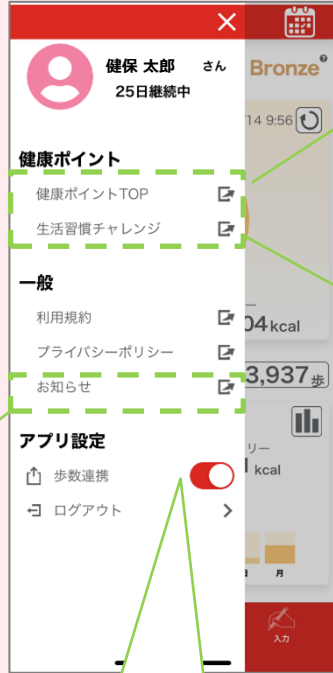 健保 太郎 さん
25日継続中
Bronze
14 9:56
健康ポイント
健康ポイントTOP
生活習慣チャレンジ
一般
利用規約
04 kcal
プライバシーポリシー
お知らせ
3,937 歩
アプリ設定
リー
kcal
歩数連携
ログアウト
月
入力